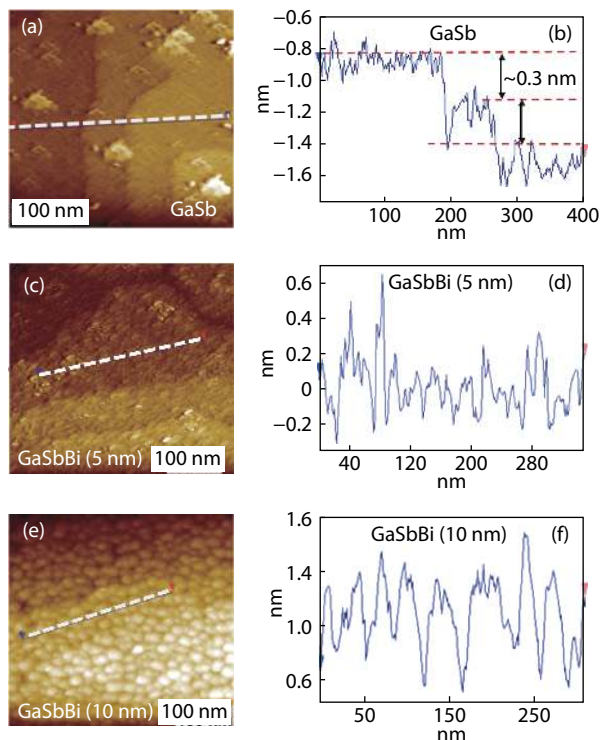 (a)
100 nm
GaSb
GaSb
(b)
−0.6
−0.8
−1.0
−1.2
−1.4
−1.6
nm
~0.3 nm
100
200
300
400
nm
(c)
GaSbBi (5 nm)
100 nm
GaSbBi (5 nm)
(d)
0.6
0.4
0.2
0
−0.2
nm
40
120
200
280
nm
(e)
GaSbBi (10 nm)
100 nm
GaSbBi (10 nm)
(f)
1.6
1.4
1.0
0.6
nm
50
150
250
nm